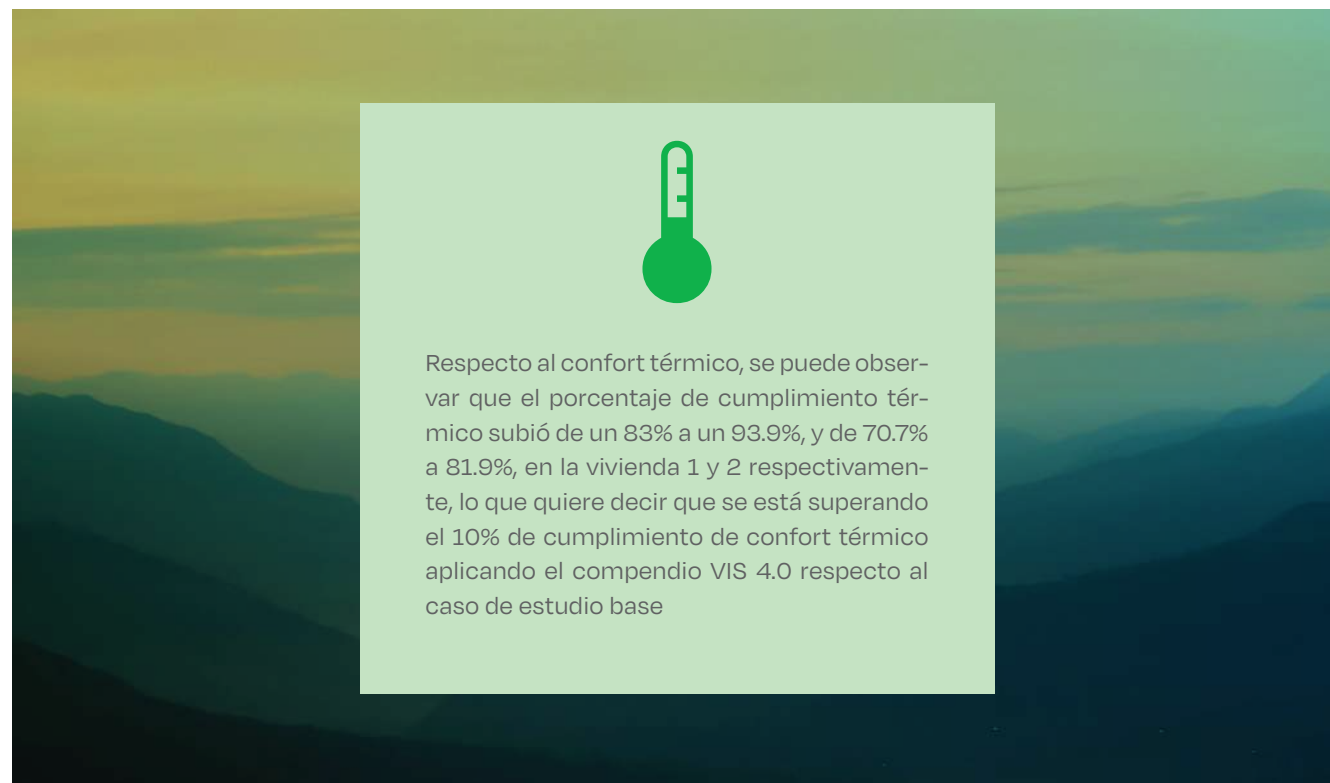 Respecto al confort térmico, se puede obser-
var que el porcentaje de cumplimiento tér-
mico subió de un 83% a un 93.9%, y de 70.7%
a 81.9%, en la vivienda 1 y 2 respectivamen-
te, lo que quiere decir que se está superando
el 10% de cumplimiento de confort térmico
aplicando el compendio VIS 4.0 respecto al
caso de estudio base